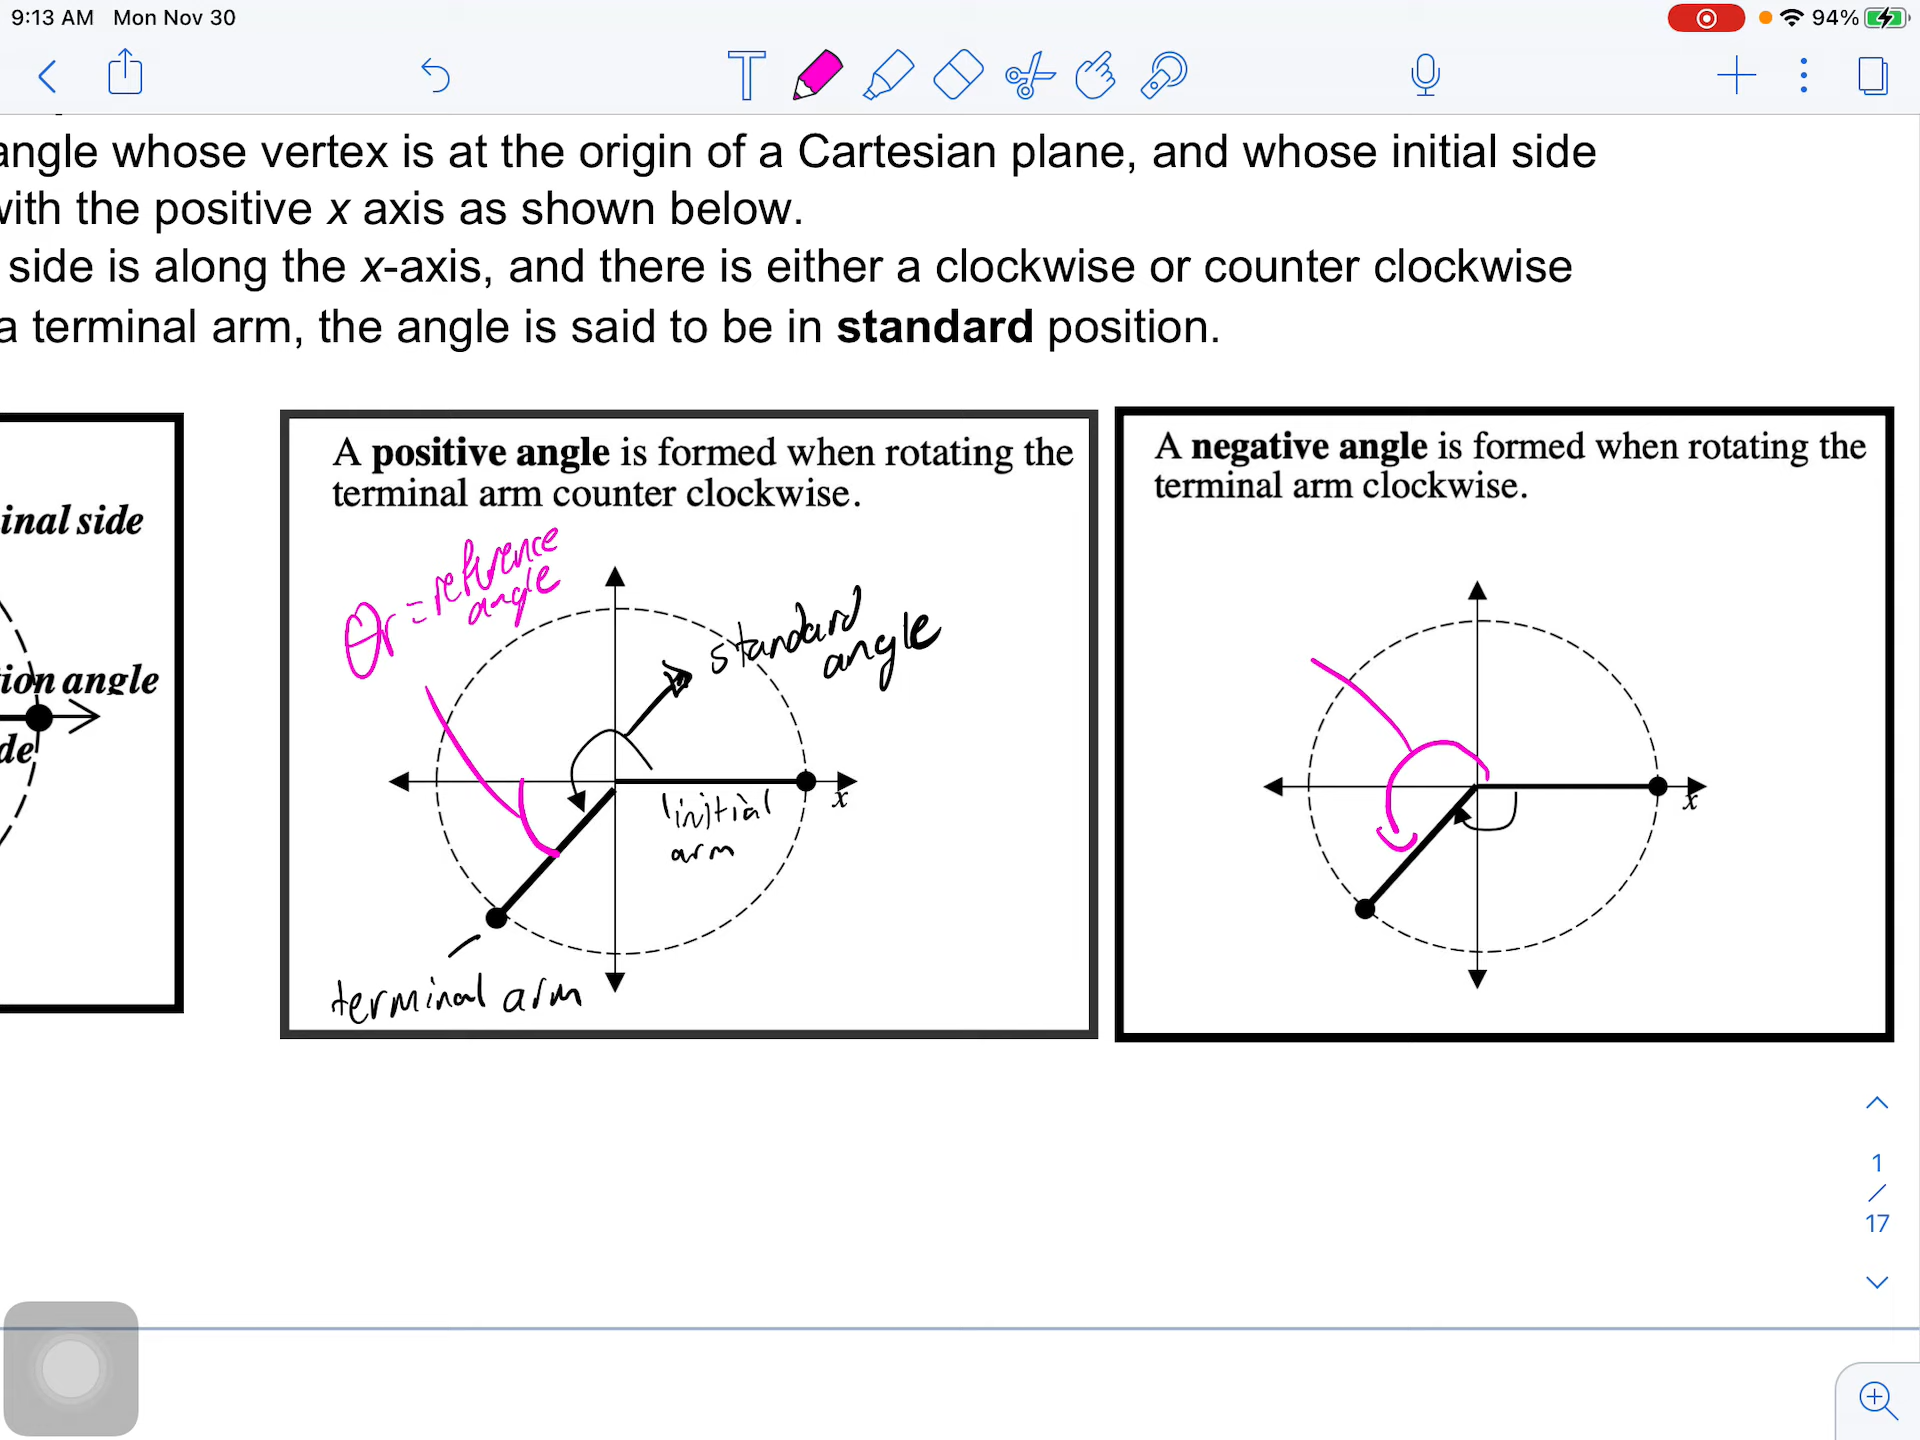 9:13 AM Mon Nov 30
94%
T
angle whose vertex is at the origin of a Cartesian plane, and whose initial side
with the positive x axis as shown below.
side is along the x-axis, and there is either a clockwise or counter clockwise
a terminal arm, the angle is said to be in standard position.
inal side
ion angle
de
A positive angle is formed when rotating the
terminal arm counter clockwise.
θr = reference
angle
standard
angle
initial
arm
x
terminal arm
A negative angle is formed when rotating the
terminal arm clockwise.
x
1
/
17